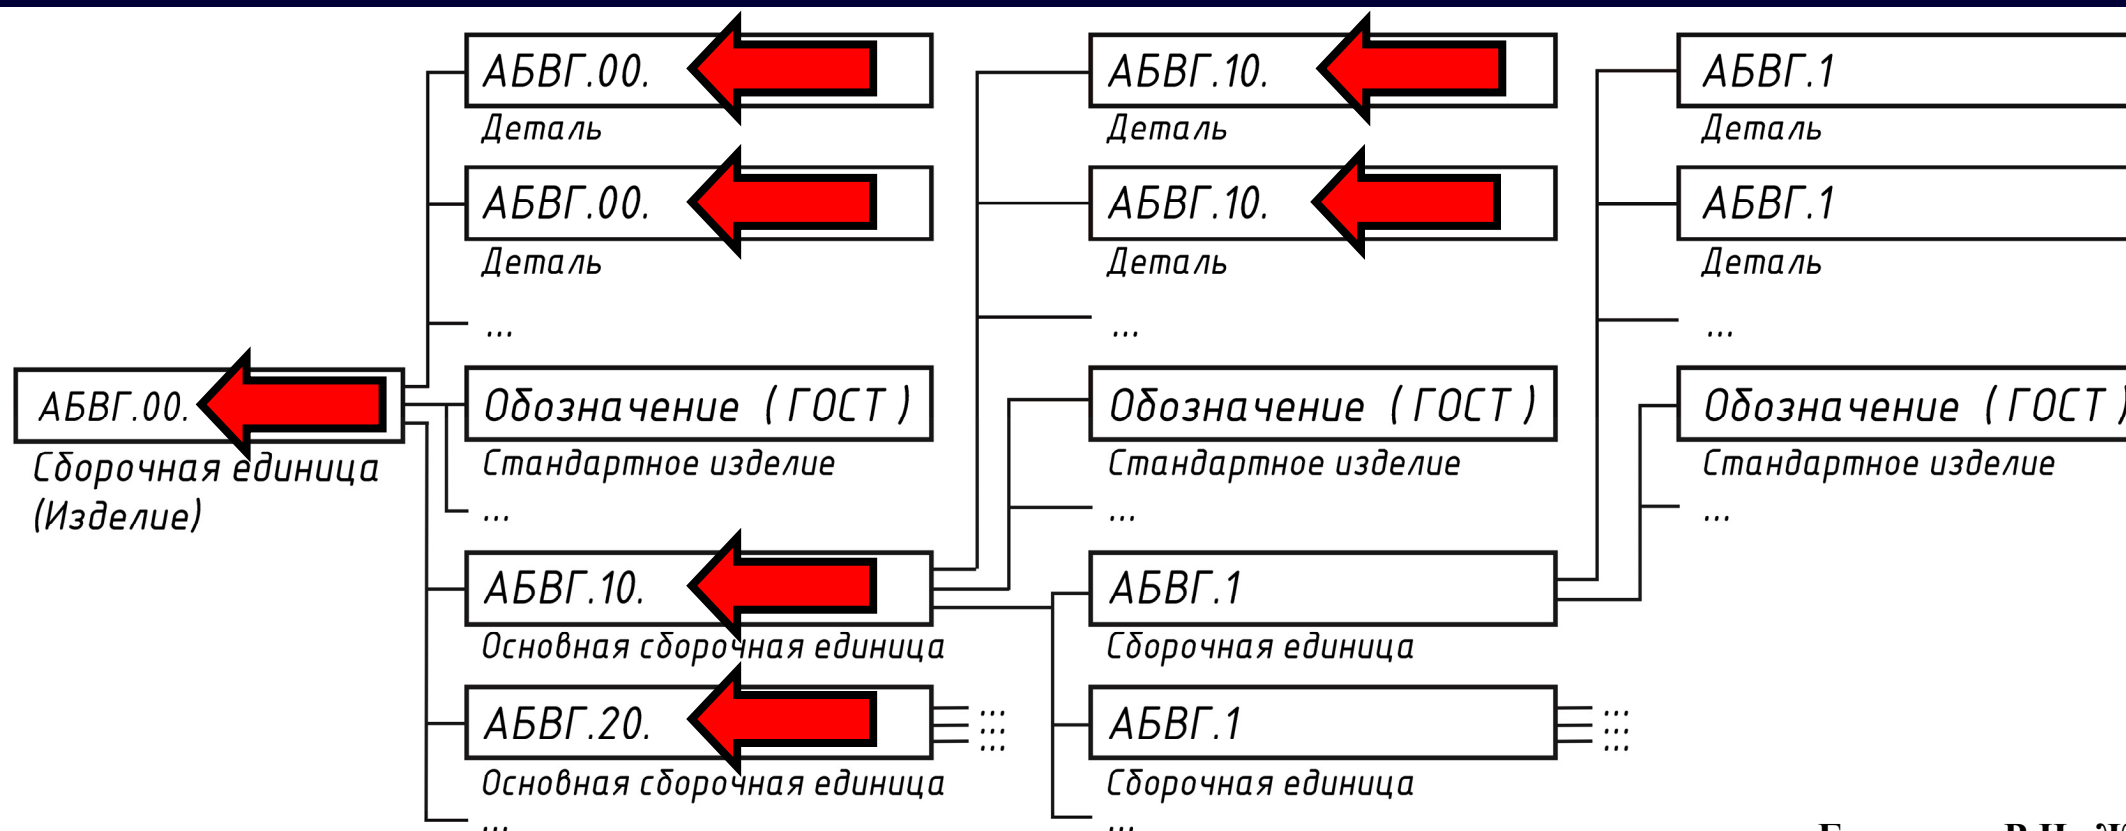 АБВГ.00.
Деталь
АБВГ.00.
Деталь
...
АБВГ.00.
Сборочная единица
(Изделие)
Обозначение (ГОСТ)
Стандартное изделие
...
АБВГ.10.
Основная сборочная единица
АБВГ.20.
Основная сборочная единица
...
...
...
...
АБВГ.10.
Деталь
АБВГ.10.
Деталь
...
Обозначение (ГОСТ)
Стандартное изделие
...
АБВГ.1
Сборочная единица
АБВГ.1
Сборочная единица
...
...
...
...
АБВГ.1
Деталь
АБВГ.1
Деталь
...
Обозначение (ГОСТ)
Стандартное изделие
...